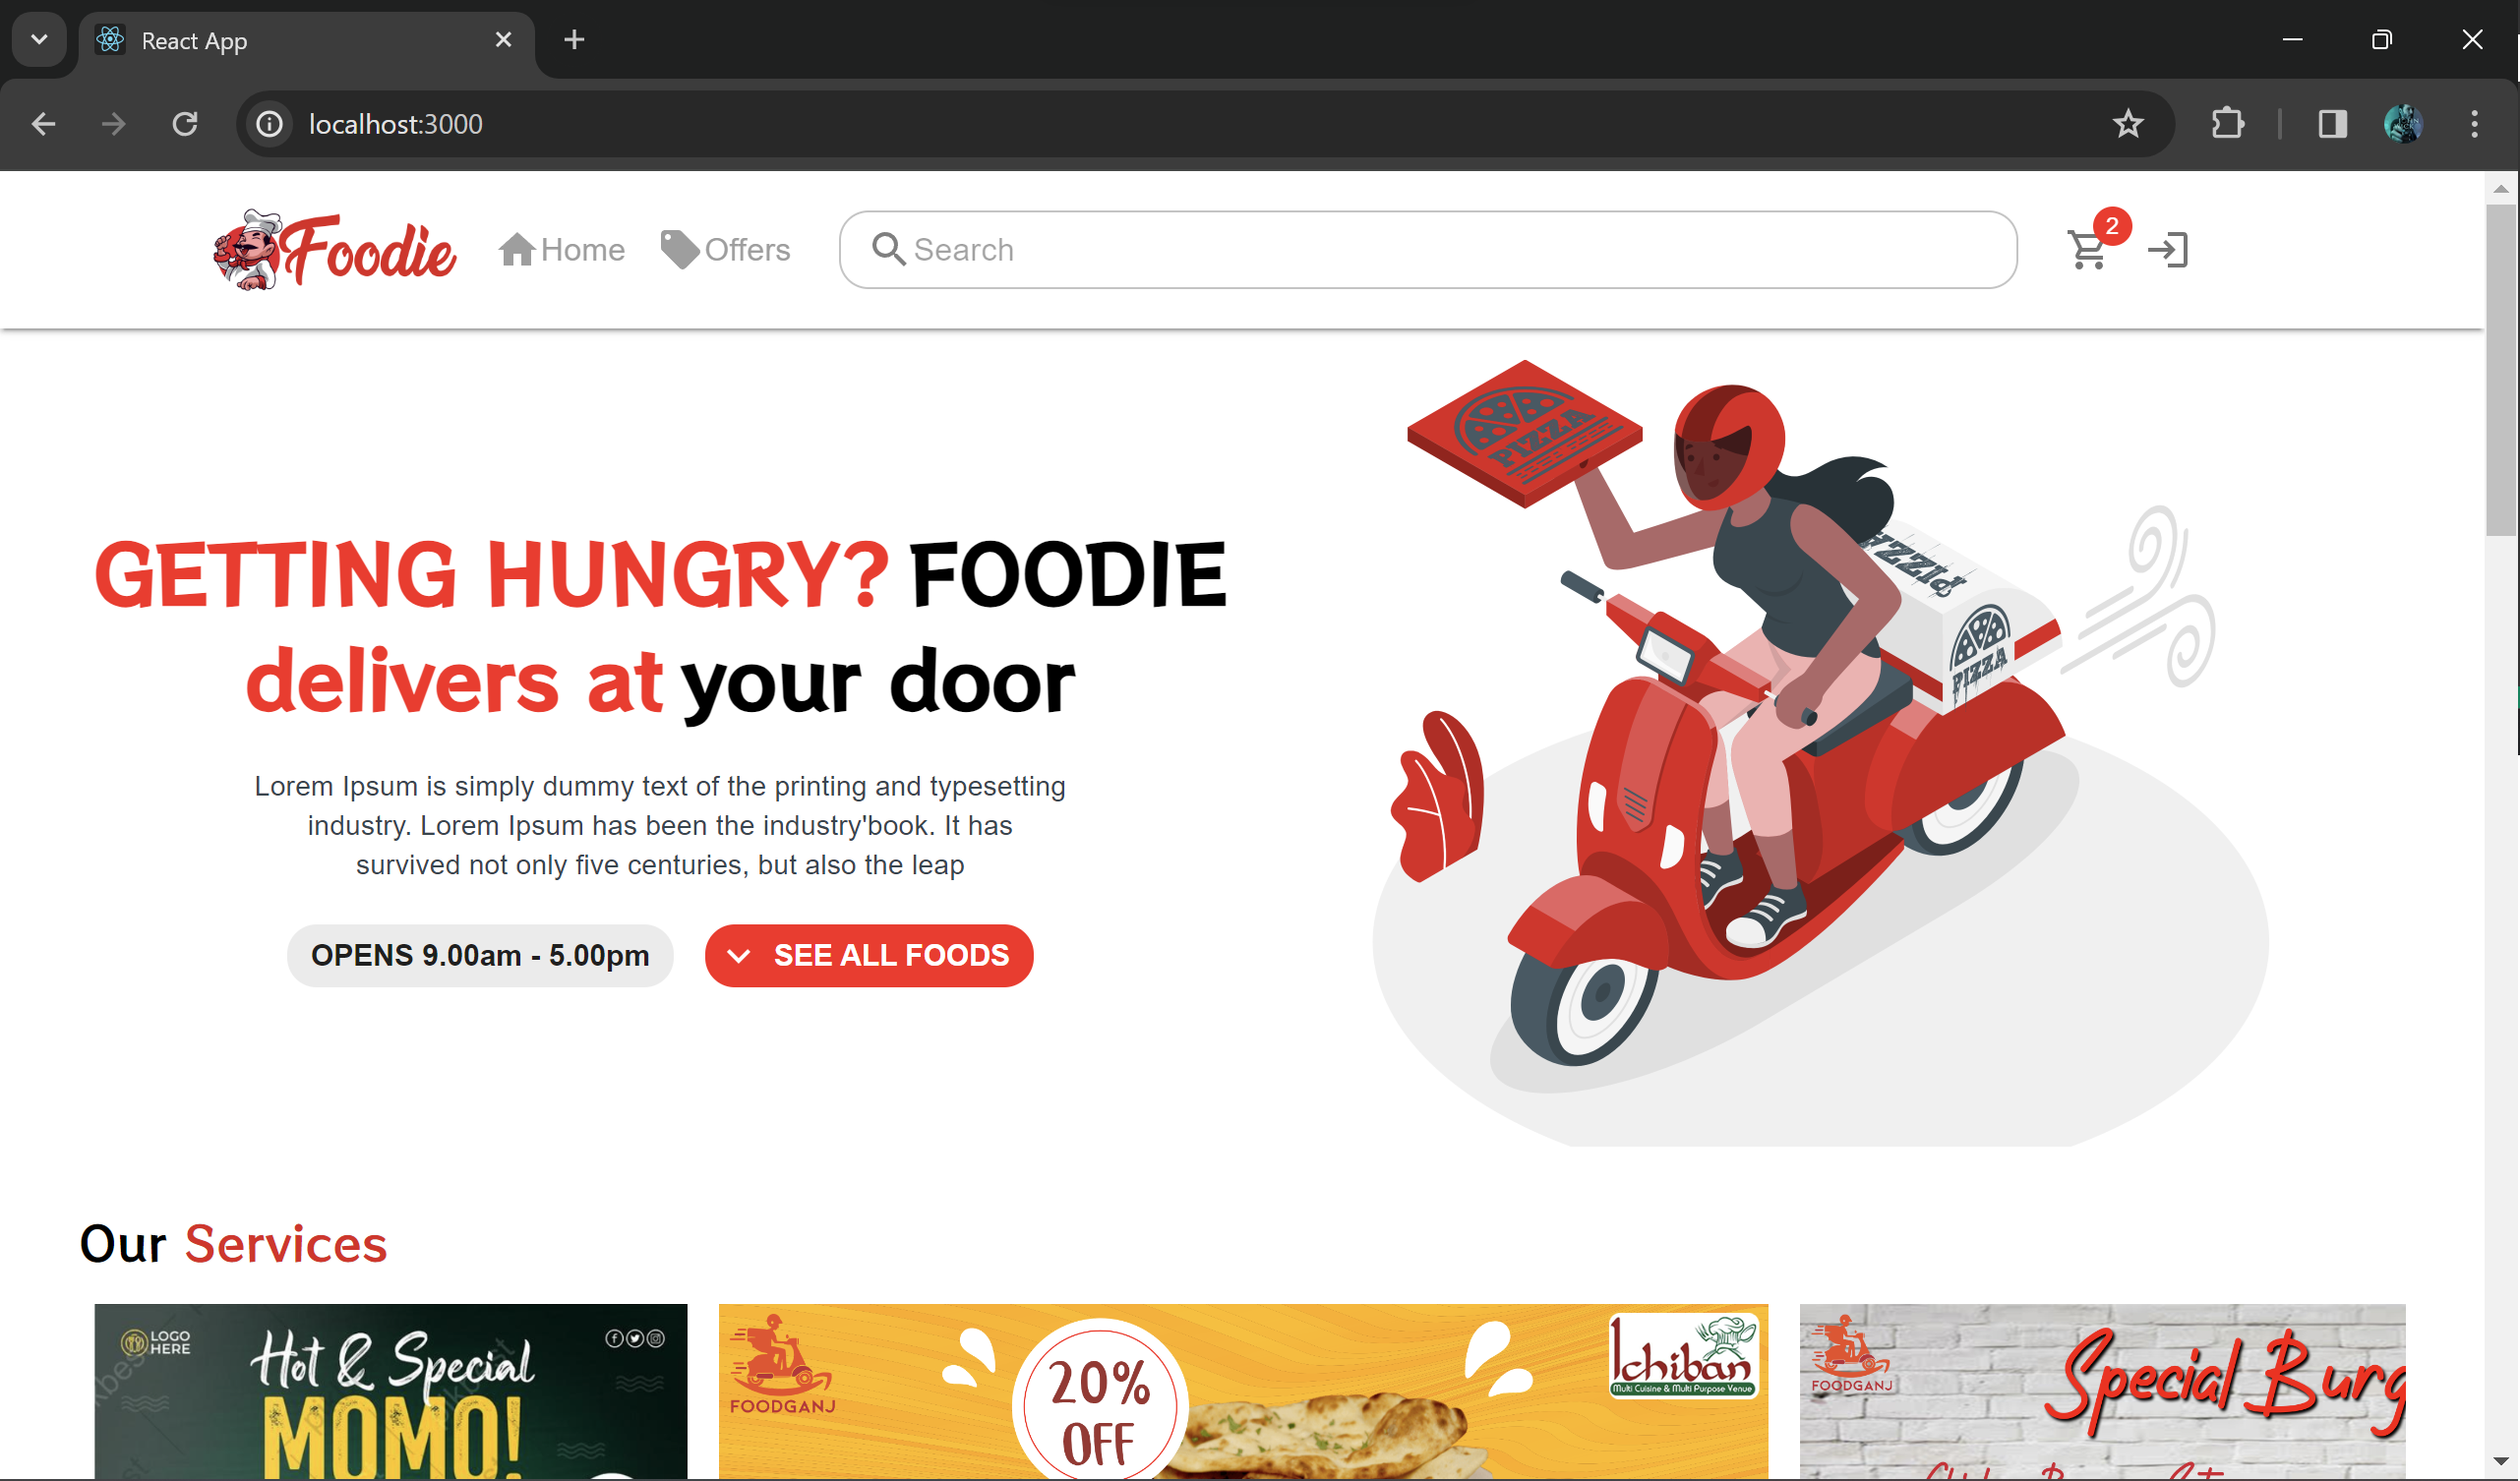 React App
localhost:3000
Foodie
Home
Offers
Search
2
PIZZA
GETTING HUNGRY? FOODIE
delivers at your door
PIZZA
PIZZA
Lorem Ipsum is simply dummy text of the printing and typesetting
industry. Lorem Ipsum has been the industry'book. It has
survived not only five centuries, but also the leap
OPENS 9.00am - 5.00pm
SEE ALL FOODS
Our Services
LOGO
HERE
Hot & Special
MOMO!
FOODGANJ
20%
OFF
Ichiban
Multi Cuisine & Multi Purpose Venue
FOODGANJ
Special Burg